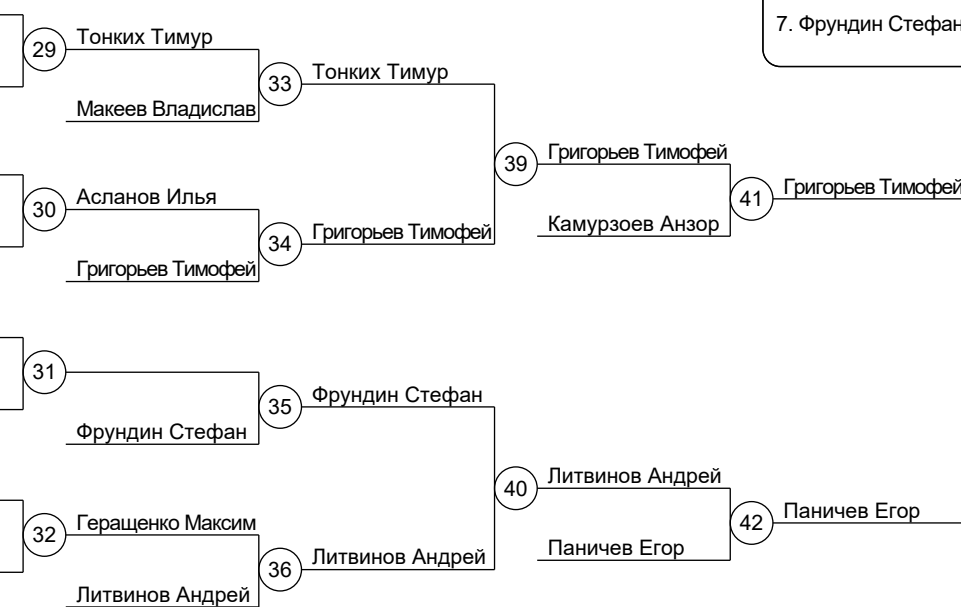 7. Фрундин Стефан
29
Тонких Тимур
33
Тонких Тимур
Макеев Владислав
39
Григорьев Тимофей
41
Григорьев Тимофей
30
Асланов Илья
34
Григорьев Тимофей
Камурзоев Анзор
Григорьев Тимофей
31
35
Фрундин Стефан
Фрундин Стефан
40
Литвинов Андрей
42
Паничев Егор
32
Геращенко Максим
36
Литвинов Андрей
Паничев Егор
Литвинов Андрей